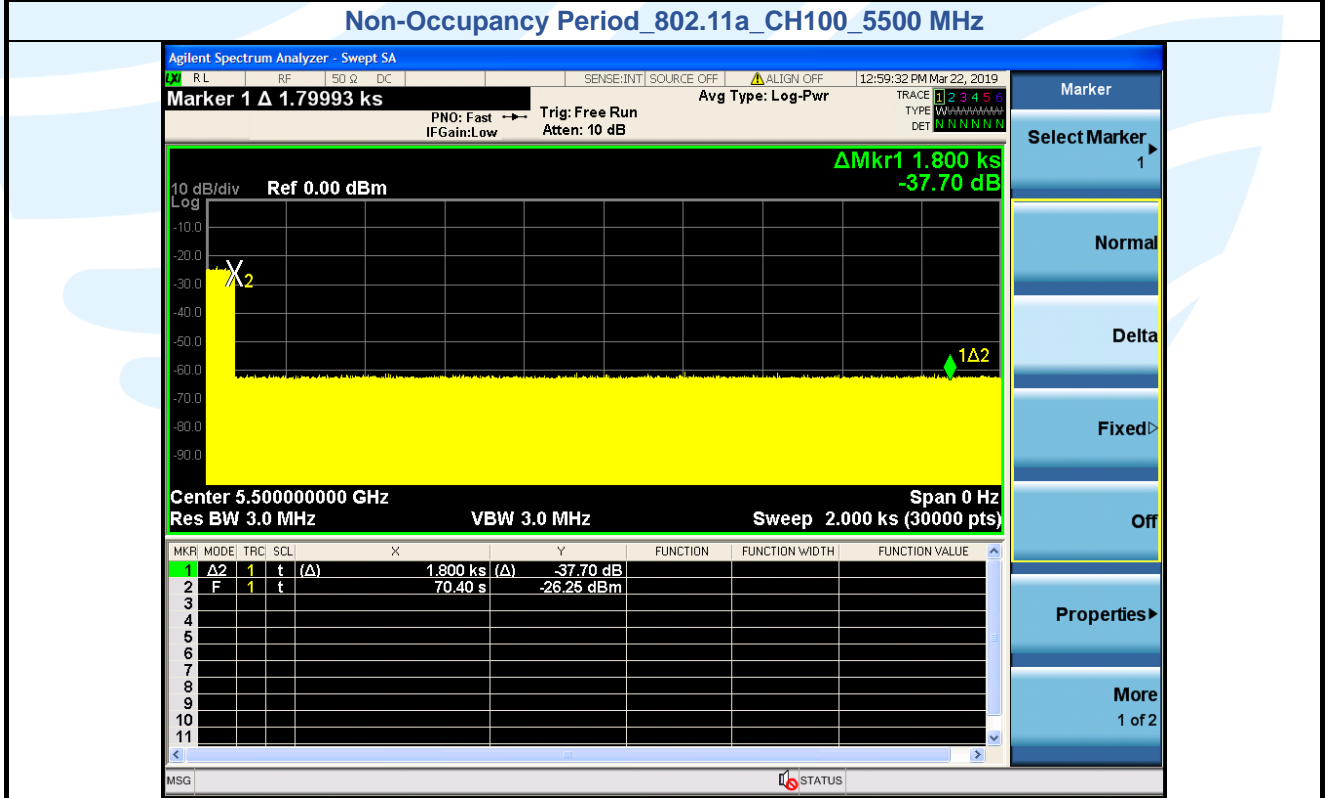 Non-Occupancy Period_802.11a_CH100_5500 MHz
Agilent Spectrum Analyzer - Swept SA
LXI RL RF 50 Ω DC SENSE:INT SOURCE OFF ALIGN OFF 12:59:32 PM Mar 22, 2019
Marker 1 Δ 1.79993 ks
PNO: Fast
IFGain:Low
Trig: Free Run
Atten: 10 dB
Avg Type: Log-Pwr
TRACE 1 2 3 4 5 6
TYPE WWWWWW
DET N N N N N N
ΔMkr1 1.800 ks
-37.70 dB
10 dB/div Ref 0.00 dBm
Log
-10.0
-20.0
-30.0
-40.0
-50.0
-60.0
-70.0
-80.0
-90.0
2
1Δ2
Center 5.500000000 GHz Span 0 Hz
Res BW 3.0 MHz VBW 3.0 MHz Sweep 2.000 ks (30000 pts)
MKR MODE TRC SCL X Y FUNCTION FUNCTION WIDTH FUNCTION VALUE
1 Δ2 1 t (Δ) 1.800 ks (Δ) -37.70 dB
2 F 1 t 70.40 s -26.25 dBm
3
4
5
6
7
8
9
10
11
MSG STATUS
Marker
Select Marker
1
Normal
Delta
Fixed
Off
Properties
More
1 of 2